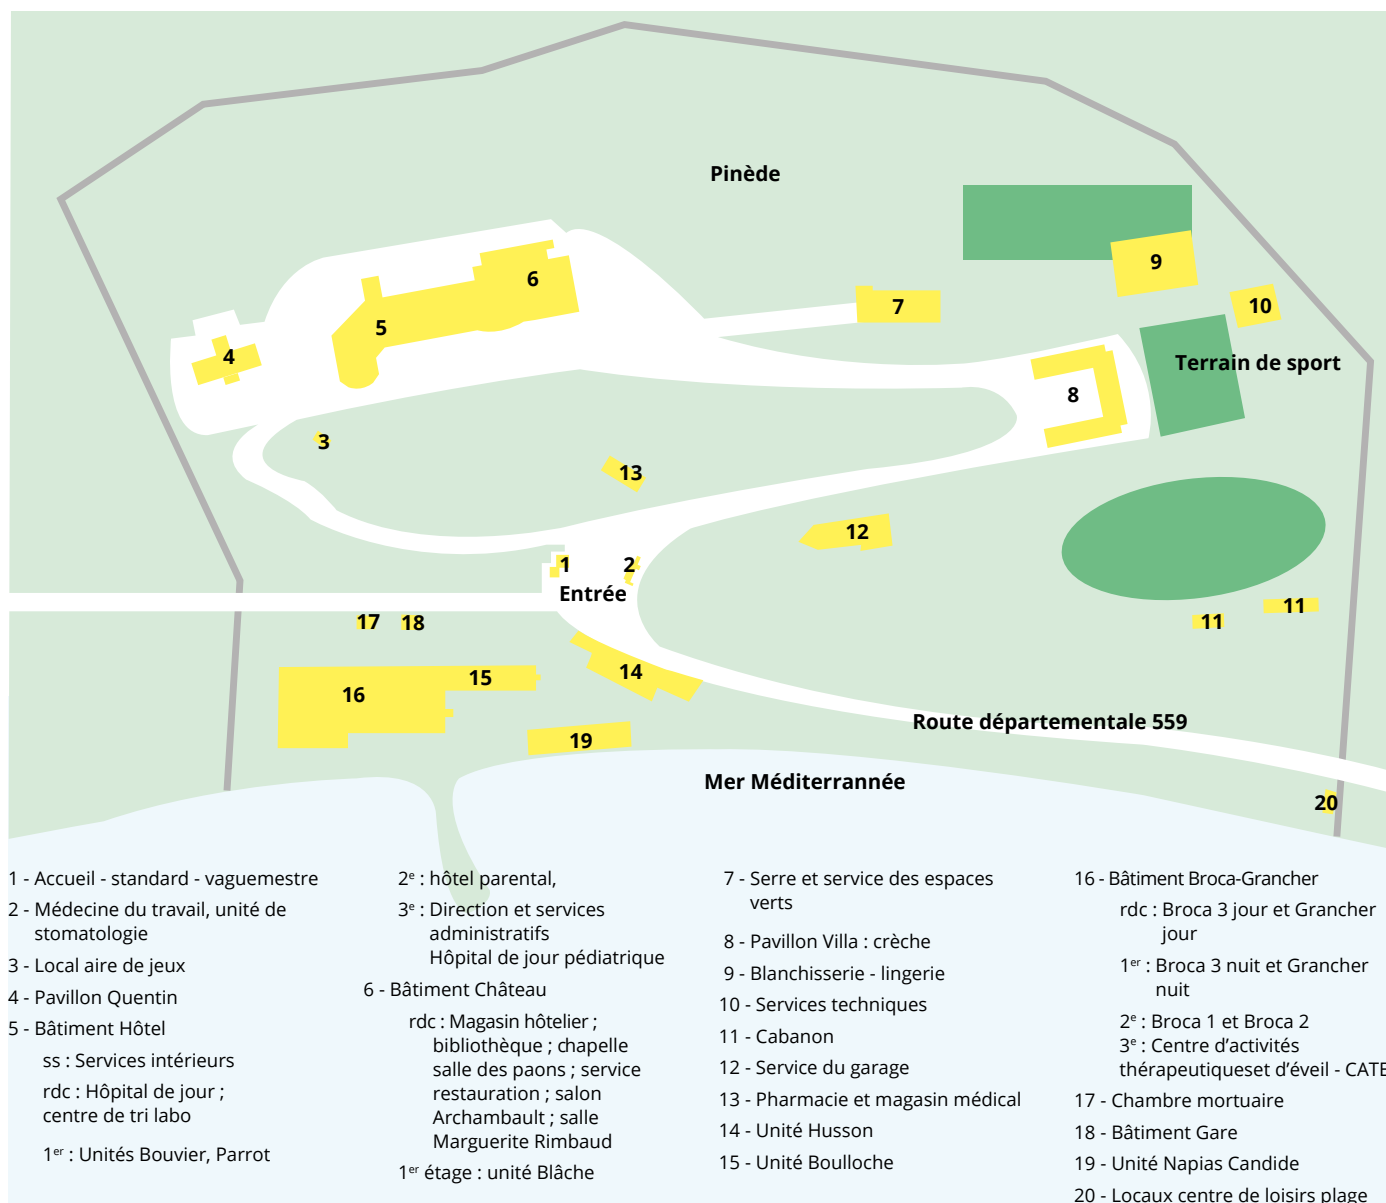 Pinède
9
6
10
7
5
4
Terrain de sport
8
3
13
12
1
2
Entrée
11
11
17
18
14
15
16
Route départementale 559
19
Mer Méditerrannée
20
1 - Accueil - standard - vaguemestre
2 - Médecine du travail, unité de
stomatologie
3 - Local aire de jeux
4 - Pavillon Quentin
5 - Bâtiment Hôtel
ss : Services intérieurs
rdc : Hôpital de jour ;
centre de tri labo
1er : Unités Bouvier, Parrot
2e : hôtel parental,
3e : Direction et services
administratifs
Hôpital de jour pédiatrique
6 - Bâtiment Château
rdc : Magasin hôtelier ;
bibliothèque ; chapelle
salle des paons ; service
restauration ; salon
Archambault ; salle
Marguerite Rimbaud
1er étage : unité Blâche
7 - Serre et service des espaces
verts
8 - Pavillon Villa : crèche
9 - Blanchisserie - lingerie
10 - Services techniques
11 - Cabanon
12 - Service du garage
13 - Pharmacie et magasin médical
14 - Unité Husson
15 - Unité Boulloche
16 - Bâtiment Broca-Grancher
rdc : Broca 3 jour et Grancher
jour
1er : Broca 3 nuit et Grancher
nuit
2e : Broca 1 et Broca 2
3e : Centre d'activités
thérapeutiqueset d'éveil - CATE
17 - Chambre mortuaire
18 - Bâtiment Gare
19 - Unité Napias Candide
20 - Locaux centre de loisirs plage